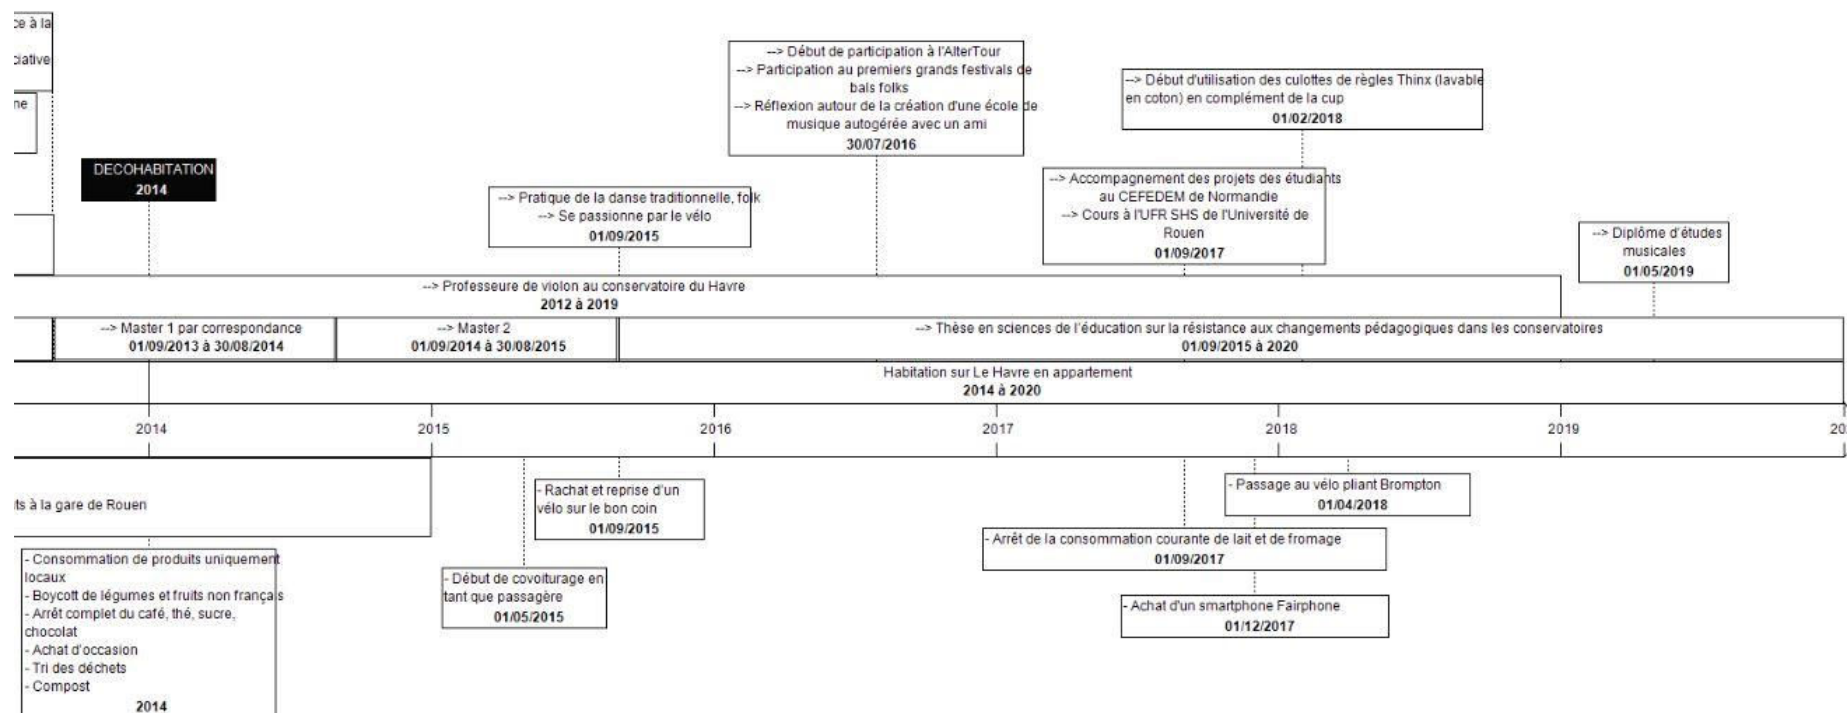 ce à la
ciative
ne
DECOHABITATION
2014
--> Pratique de la danse traditionnelle, folk
--> Se passionne par le vélo
01/09/2015
--> Début de participation à l'AlterTour
--> Participation au premiers grands festivals de
bals folks
--> Réflexion autour de la création d'une école de
musique autogérée avec un ami
30/07/2016
--> Début d'utilisation des culottes de règles Thinx (lavable
en coton) en complément de la cup
01/02/2018
--> Accompagnement des projets des étudiants
au CEFEDEM de Normandie
--> Cours à l'UFR SHS de l'Université de
Rouen
01/09/2017
--> Diplôme d'études
musicales
01/05/2019
--> Professeure de violon au conservatoire du Havre
2012 à 2019
--> Master 1 par correspondance
01/09/2013 à 30/08/2014
--> Master 2
01/09/2014 à 30/08/2015
--> Thèse en sciences de l'éducation sur la résistance aux changements pédagogiques dans les conservatoires
01/09/2015 à 2020
Habitation sur Le Havre en appartement
2014 à 2020
2014 2015 2016 2017 2018 2019 20
ts à la gare de Rouen
- Consommation de produits uniquement
locaux
- Boycott de légumes et fruits non français
- Arrêt complet du café, thé, sucre,
chocolat
- Achat d'occasion
- Tri des déchets
- Compost
2014
- Rachat et reprise d'un
vélo sur le bon coin
01/09/2015
- Début de covoiturage en
tant que passagère
01/05/2015
- Passage au vélo pliant Brompton
01/04/2018
- Arrêt de la consommation courante de lait et de fromage
01/09/2017
- Achat d'un smartphone Fairphone
01/12/2017